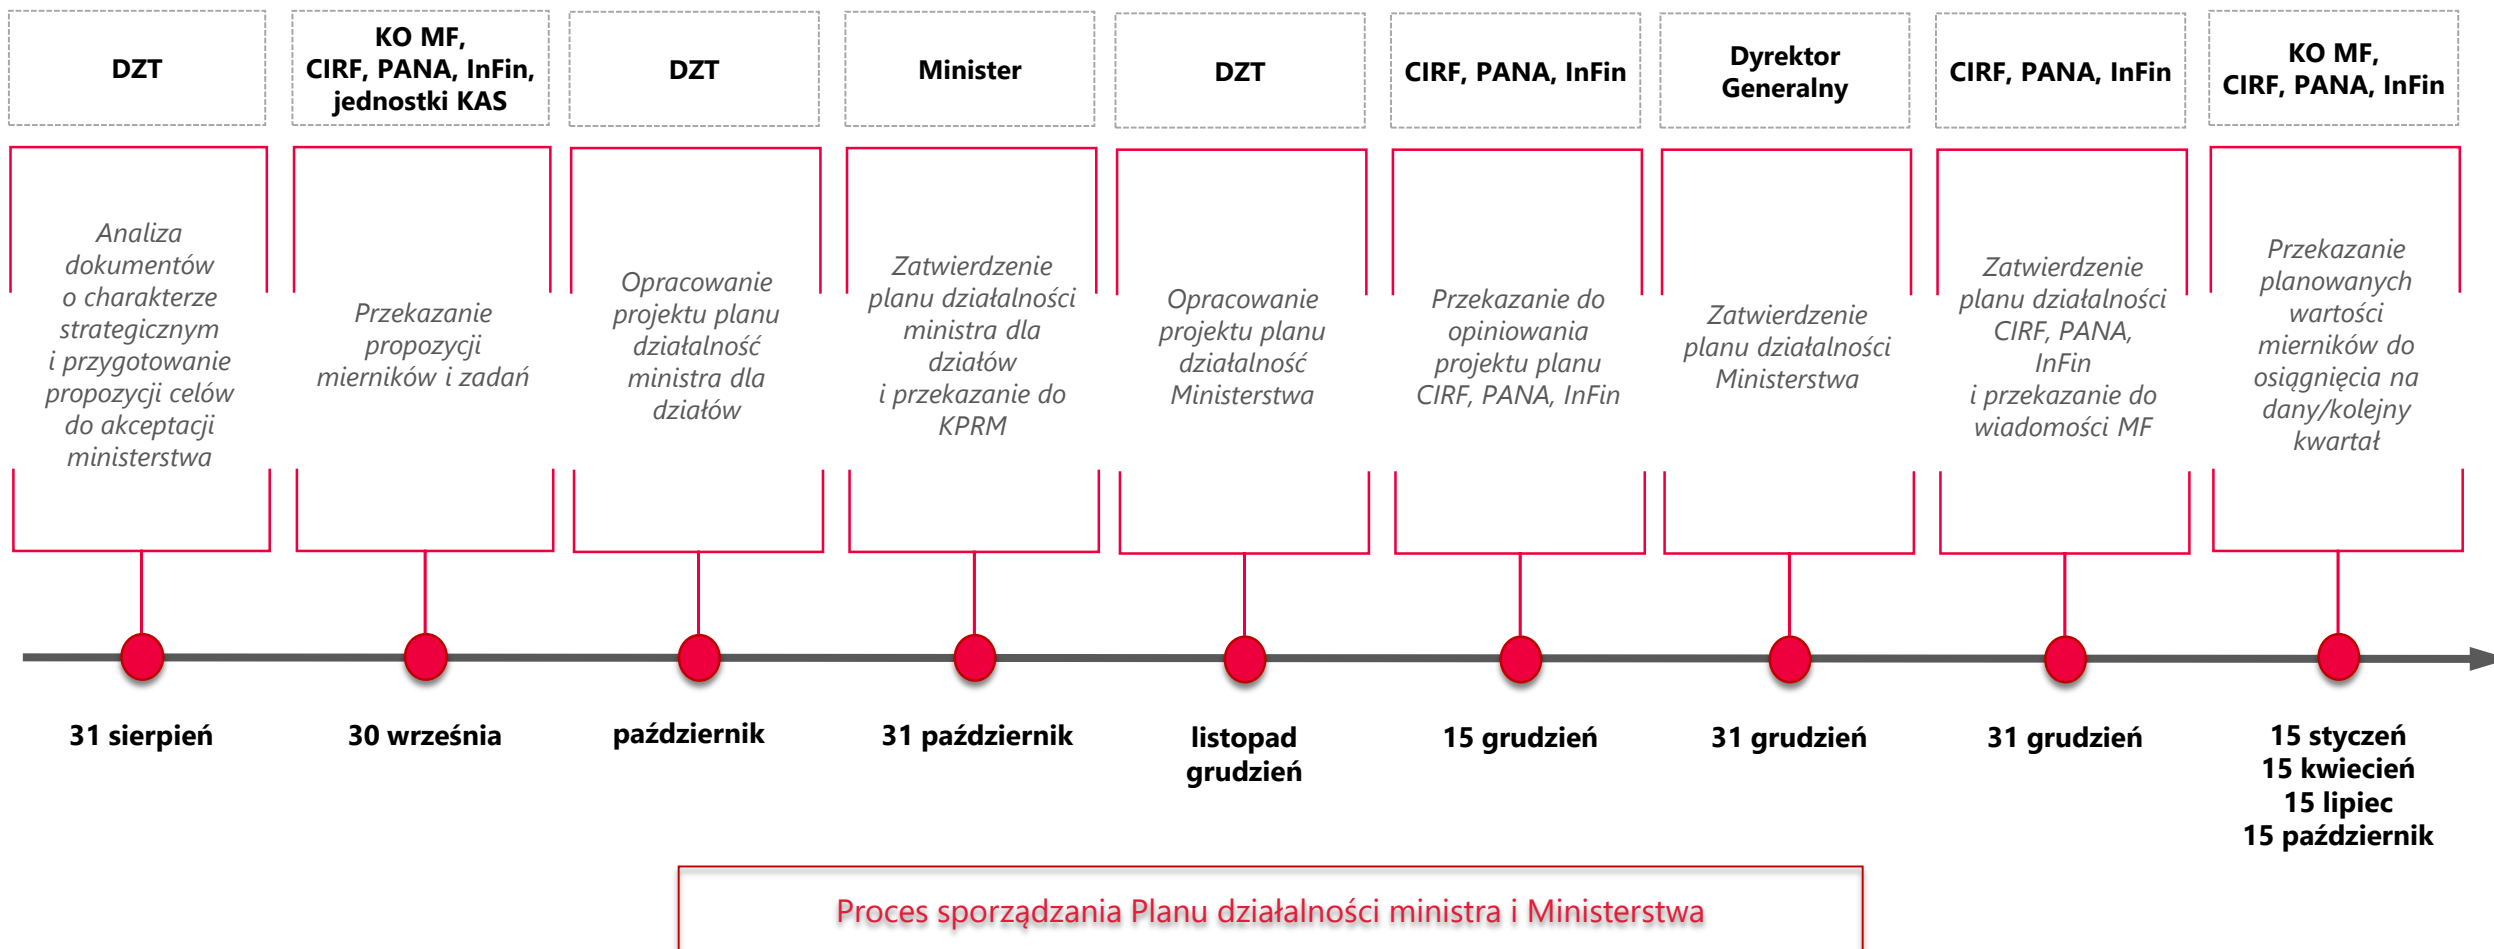 DZT
KO MF,
CIRF, PANA, InFin,
jednostki KAS
DZT
Minister
DZT
CIRF, PANA, InFin
Dyrektor
Generalny
CIRF, PANA, InFin
KO MF,
CIRF, PANA, InFin
Analiza
dokumentów
o charakterze
strategicznym
i przygotowanie
propozycji celów
do akceptacji
ministerstwa
Przekazanie
propozycji
mierników i zadań
Opracowanie
projektu planu
działalność
ministra dla
działów
Zatwierdzenie
planu działalności
ministra dla
działów
i przekazanie do
KPRM
Opracowanie
projektu planu
działalność
Ministerstwa
Przekazanie do
opiniowania
projektu planu
CIRF, PANA, InFin
Zatwierdzenie
planu działalności
Ministerstwa
Zatwierdzenie
planu działalności
CIRF, PANA,
InFin
i przekazanie do
wiadomości MF
Przekazanie
planowanych
wartości
mierników do
osiągnięcia na
dany/kolejny
kwartał
31 sierpień
30 września
październik
31 październik
listopad
grudzień
15 grudzień
31 grudzień
31 grudzień
15 styczeń
15 kwiecień
15 lipiec
15 październik
Proces sporządzania Planu działalności ministra i Ministerstwa